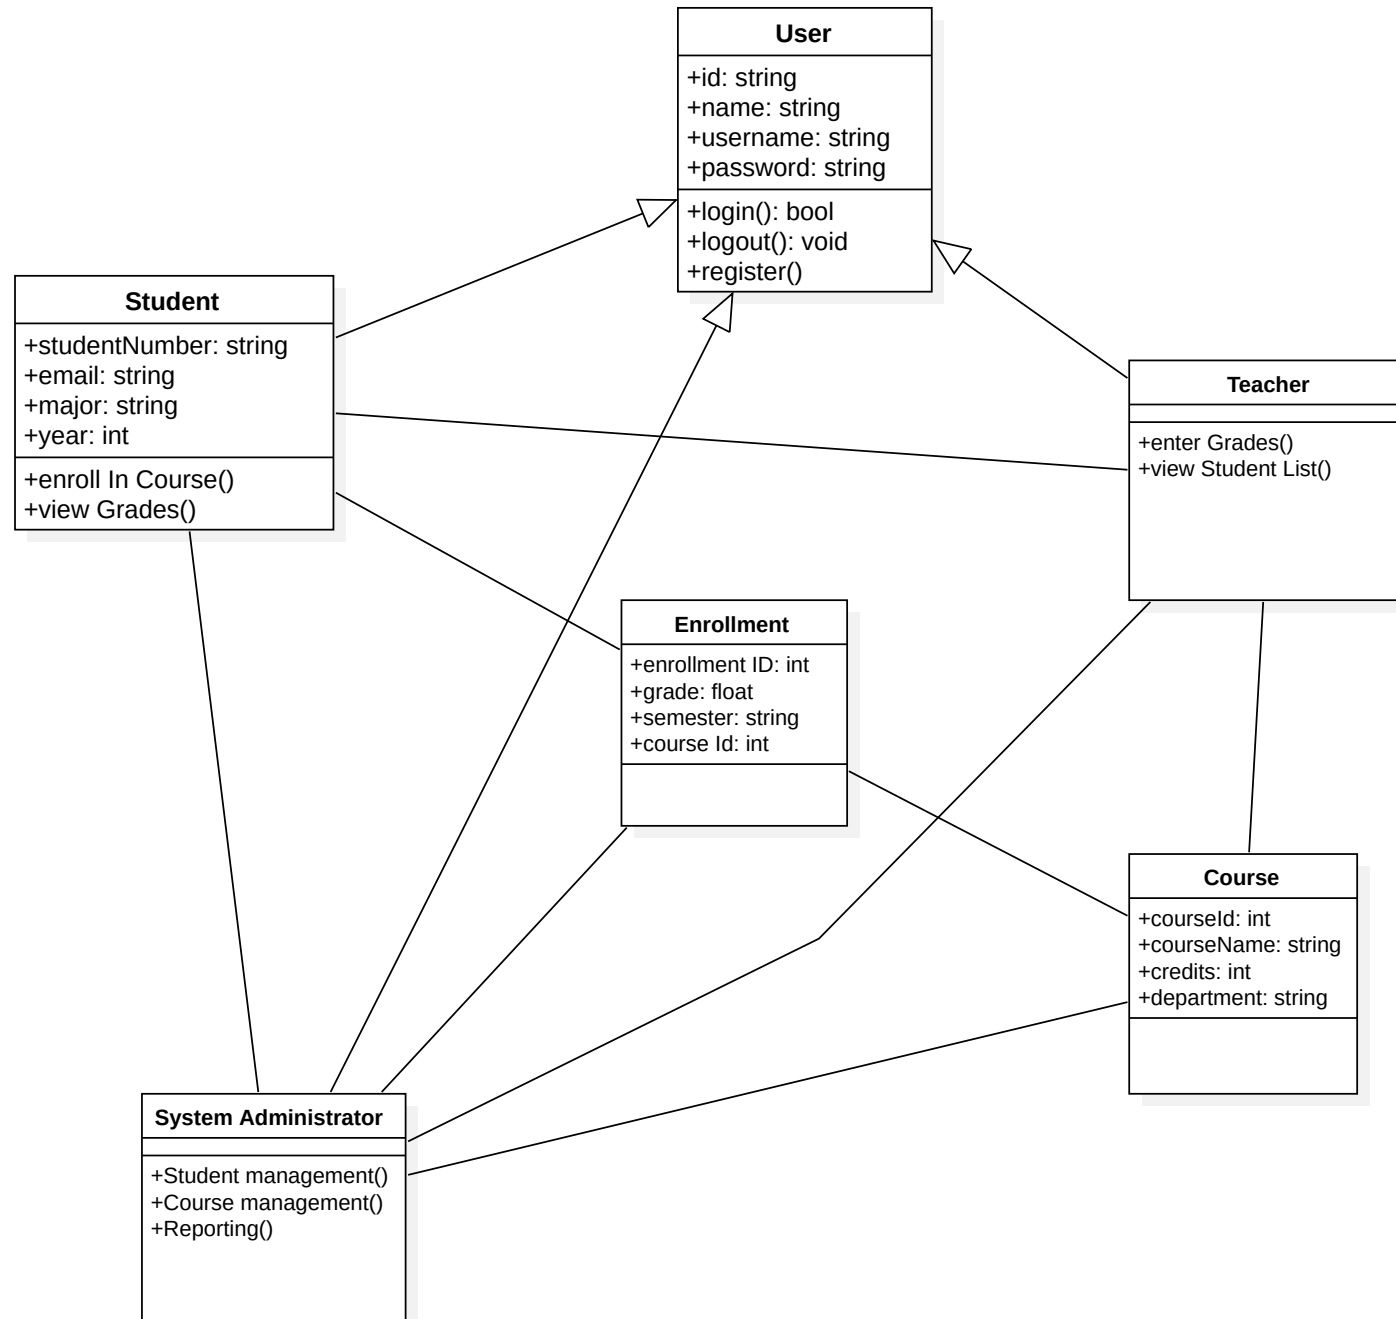 User
+id: string
+name: string
+username: string
+password: string
+login(): bool
+logout(): void
+register()
Student
+studentNumber: string
+email: string
+major: string
+year: int
+enroll In Course()
+view Grades()
Teacher
+enter Grades()
+view Student List()
Enrollment
+enrollment ID: int
+grade: float
+semester: string
+course Id: int
Course
+courseId: int
+courseName: string
+credits: int
+department: string
System Administrator
+Student management()
+Course management()
+Reporting()